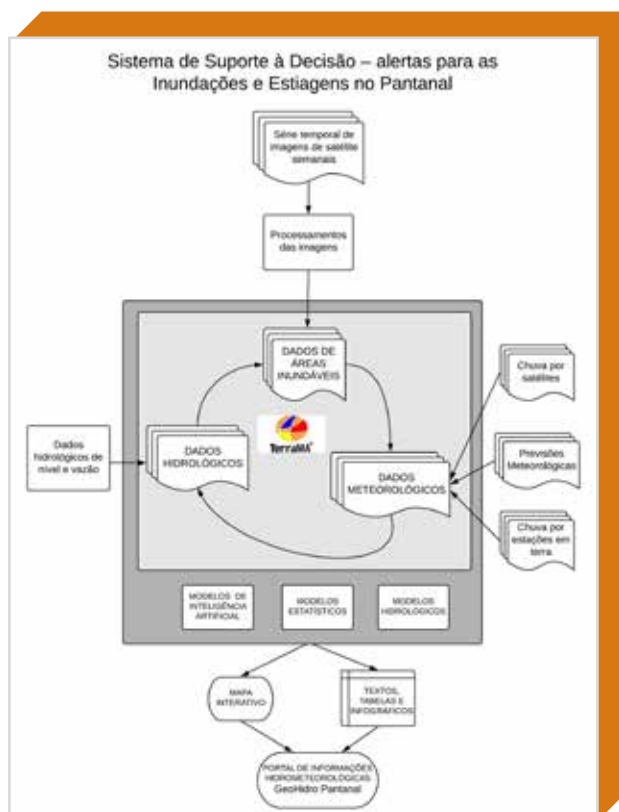 Sistema de Suporte à Decisão – alertas para as
Inundações e Estiagens no Pantanal
Série temporal de
imagens de satélite
semanais
Processamentos
das imagens
DADOS DE
ÁREAS
INUNDÁVEIS
Chuva por
satélites
TerraMA²
Dados
hidrológicos de
nível e vazão
DADOS
HIDROLÓGICOS
DADOS
METEOROLÓGICOS
Previsões
Meteorológicas
Chuva por
estações em
terra
MODELOS DE
INTELIGÊNCIA
ARTIFICIAL
MODELOS
ESTATÍSTICOS
MODELOS
HIDROLÓGICOS
MAPA
INTERATIVO
TEXTOS,
TABELAS E
INFOGRÁFICOS
PORTAL DE INFORMAÇÕES
HIDROMETEOROLÓGICAS
GeoHidro Pantanal